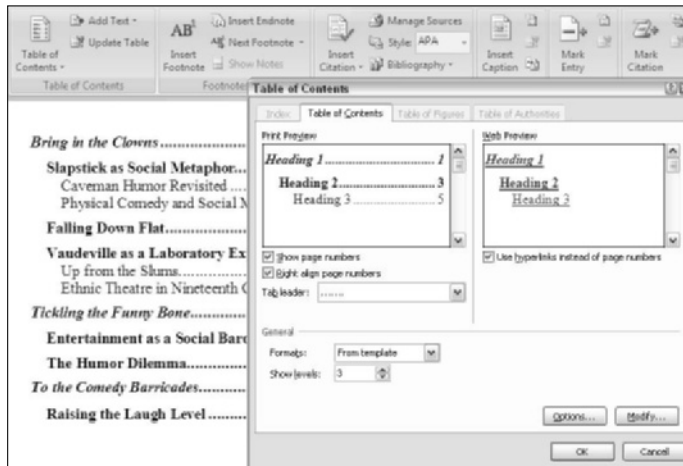 Add Text
Update Table
Table of
Contents
Table of Contents
AB¹
Insert
Footnote
Insert Endnote
Next Footnote
Show Notes
Footnotes
Insert
Citation
Manage Sources
Style: APA
Bibliography
Insert
Caption
Mark
Entry
Mark
Citation
Table of Contents
Index
Table of Contents
Table of Figures
Table of Authorities
Print Preview
Heading 1 .......... 1
Heading 2 .......... 3
Heading 3 .......... 5
Web Preview
Heading 1
Heading 2
Heading 3
Show page numbers
Right align page numbers
Tab leader: .......
Use hyperlinks instead of page numbers
General
Formats: From template
Show levels: 3
Options...
Modify...
OK
Cancel
Bring in the Clowns ..........
Slapstick as Social Metaphor...
Caveman Humor Revisited ....
Physical Comedy and Social
Falling Down Flat..........
Vaudeville as a Laboratory Ex
Up from the Slums..........
Ethnic Theatre in Nineteenth
Tickling the Funny Bone..........
Entertainment as a Social Barc
The Humor Dilemma..........
To the Comedy Barricades..........
Raising the Laugh Level ........